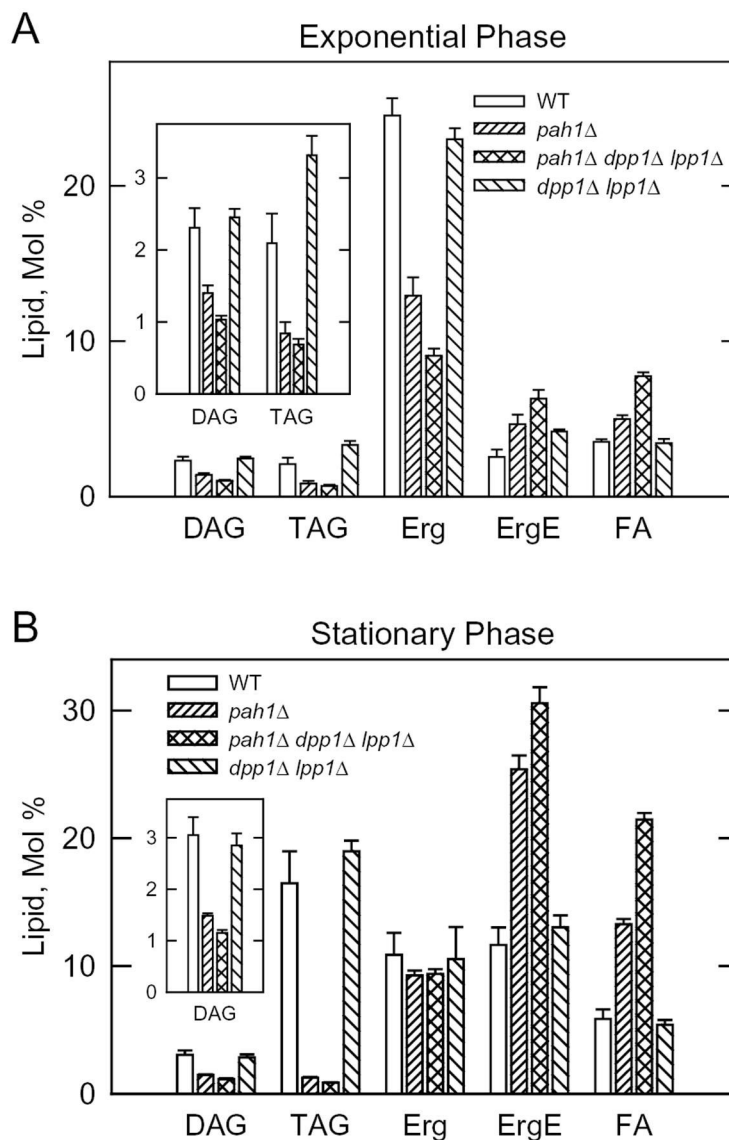 A
Exponential Phase
Lipid, Mol %
20
10
0
WT
pah1Δ
pah1Δ dpp1Δ lpp1Δ
dpp1Δ lpp1Δ
3
2
1
0
DAG TAG
DAG TAG Erg ErgE FA
B
Stationary Phase
Lipid, Mol %
30
20
10
0
WT
pah1Δ
pah1Δ dpp1Δ lpp1Δ
dpp1Δ lpp1Δ
3
2
1
0
DAG
DAG TAG Erg ErgE FA